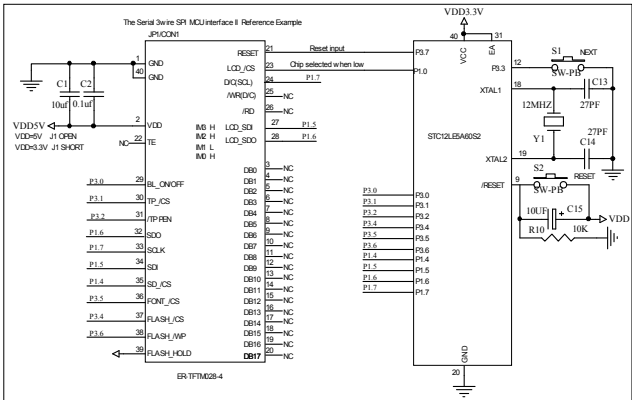 The Serial 3wire SPI MCU interface II Reference Example
JP1/CON1
VDD3.3V
RESET 21 Reset input P3.7
LCD_/CS 23 Chip selected when low P1.0
D/C(SCL) 24 P1.7
/WR(D/C) 25 NC
/RD 26 NC
LCD_SDI 27 P1.5
LCD_SDO 28 P1.6
IM3 H
IM2 H
IM1 L
IM0 H
1 GND
40 GND
C1 C2
10uf 0.1uf
VDD5V 2 VDD
VDD=5V J1 OPEN
VDD=3.3V J1 SHORT
NC 22 TE
P3.0 29 BL_ON/OFF
P3.1 30 TP_/CS
P3.2 31 /TP PEN
P1.6 32 SDO
P1.7 33 SCLK
P1.5 34 SDI
P1.4 35 SD_/CS
P3.5 36 FONT_/CS
P3.4 37 FLASH_/CS
P3.6 38 FLASH_/WP
39 FLASH_HOLD
DB0 3 NC
DB1 4 NC
DB2 5 NC
DB3 6 NC
DB4 7 NC
DB5 8 NC
DB6 9 NC
DB7 10 NC
DB8 11 NC
DB9 12 NC
DB10 13 NC
DB11 14 NC
DB12 15 NC
DB13 16 NC
DB14 17 NC
DB15 18 NC
DB16 19 NC
DB17 20 NC
ER-TFTM028-4
40 VCC
31 EA
STC12LE5A60S2
P3.0 P3.0
P3.1 P3.1
P3.2 P3.2
P3.4 P3.4
P3.5 P3.5
P3.6 P3.6
P1.4 P1.4
P1.5 P1.5
P1.6 P1.6
P1.7 P1.7
GND
20
P3.3 12
S1 NEXT
SW-PB
XTAL1 18
C13
27PF
12MHZ
Y1
27PF
C14
XTAL2 19
S2 RESET
/RESET 9
SW-PB
10UF + C15
VDD
R10 10K